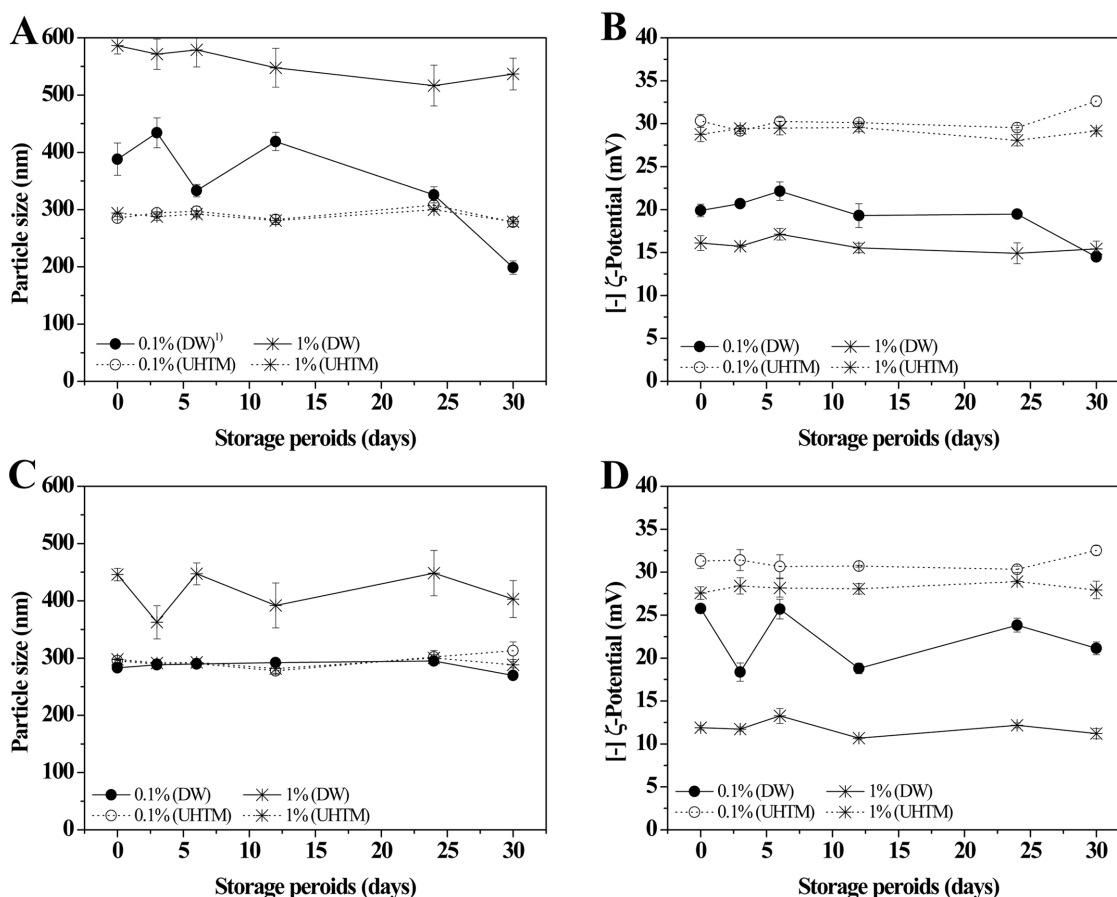 A
600
500
400
300
200
100
0
Particle size (nm)
0.1% (DW)¹⁾ 1% (DW)
0.1% (UHTM) 1% (UHTM)
0 5 10 15 20 25 30
Storage peroids (days)
B
40
35
30
25
20
15
10
5
0
[-] ζ-Potential (mV)
0.1% (DW) 1% (DW)
0.1% (UHTM) 1% (UHTM)
0 5 10 15 20 25 30
Storage peroids (days)
C
600
500
400
300
200
100
0
Particle size (nm)
0.1% (DW) 1% (DW)
0.1% (UHTM) 1% (UHTM)
0 5 10 15 20 25 30
Storage peroids (days)
D
40
35
30
25
20
15
10
5
0
[-] ζ-Potential (mV)
0.1% (DW) 1% (DW)
0.1% (UHTM) 1% (UHTM)
0 5 10 15 20 25 30
Storage peroids (days)